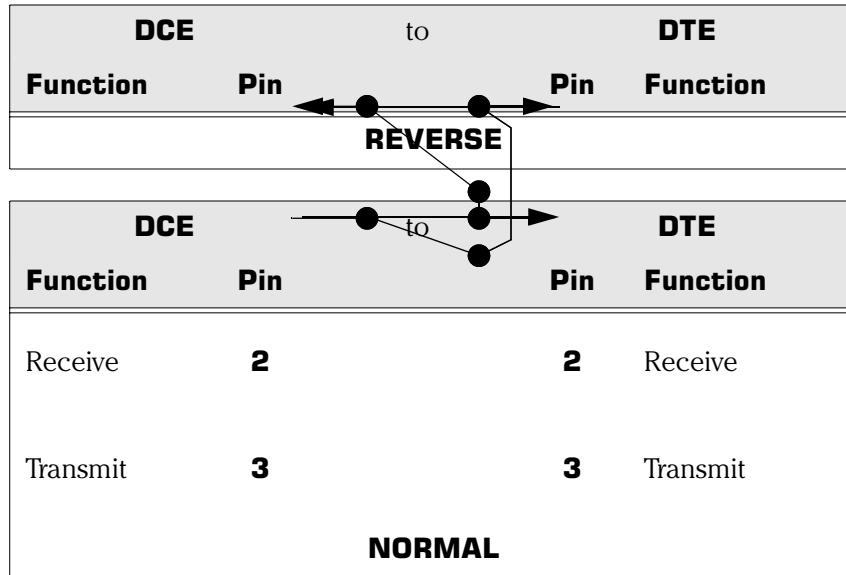 DCE to DTE
Function Pin Pin Function
REVERSE
DCE to DTE
Function Pin Pin Function
Receive 2 2 Receive
Transmit 3 3 Transmit
NORMAL